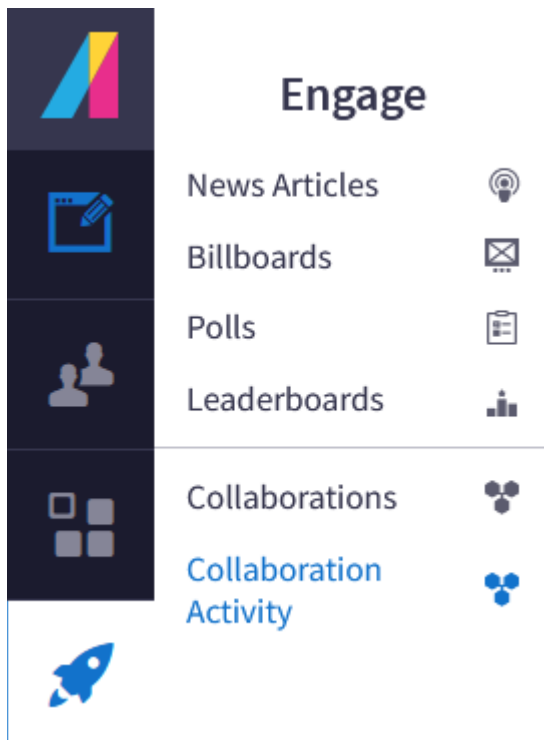 Engage
News Articles
Billboards
Polls
Leaderboards
Collaborations
Collaboration
Activity